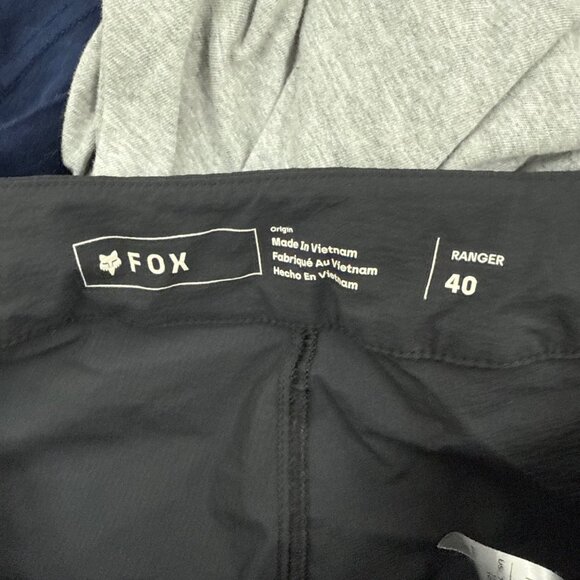 FOX
Origin
Made In Vietnam
Fabriqué Au Vietnam
Hecho En Vietnam
RANGER
40